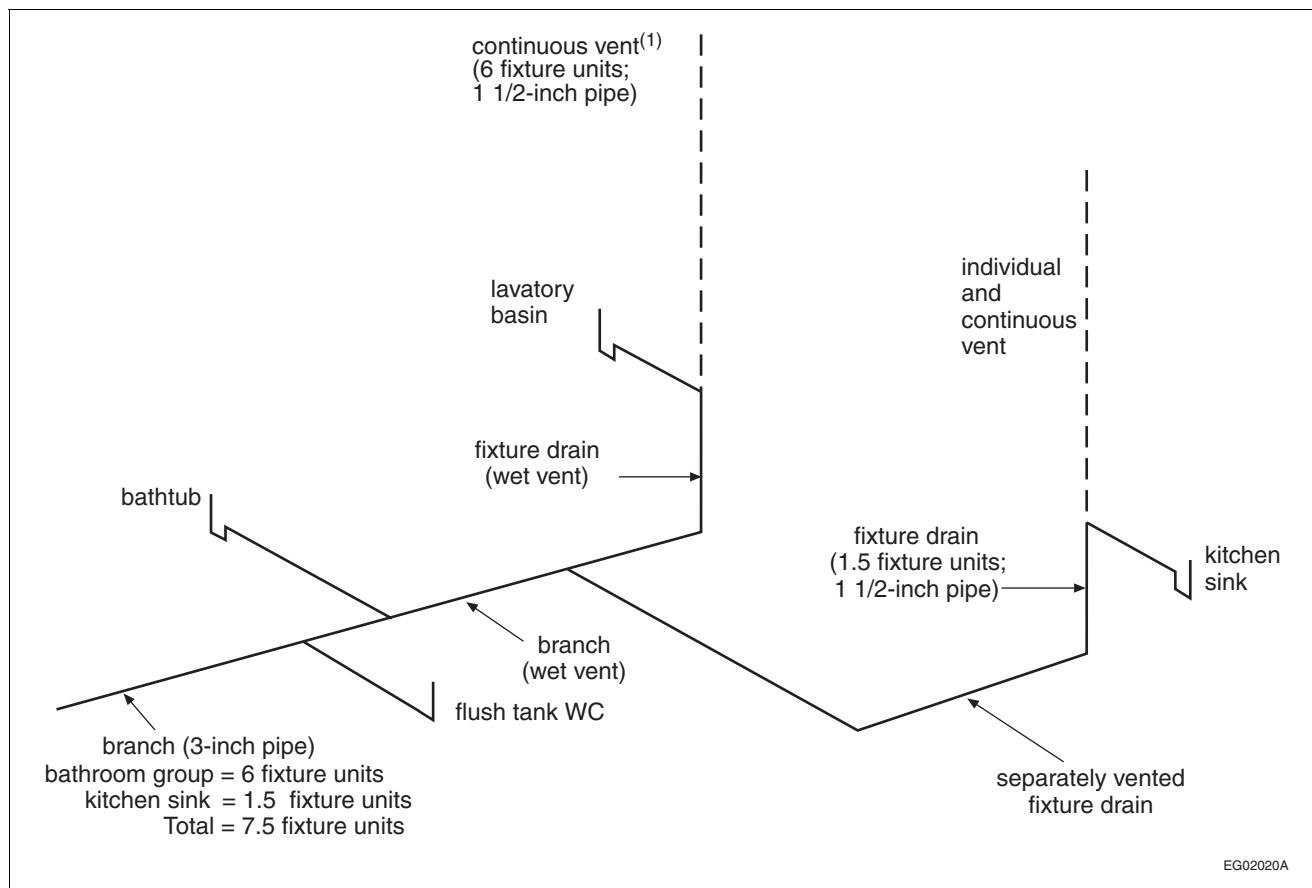 continuous vent(1)
(6 fixture units;
1 1/2-inch pipe)
lavatory
basin
individual
and
continuous
vent
fixture drain
(wet vent)
bathtub
fixture drain
(1.5 fixture units;
1 1/2-inch pipe)
kitchen
sink
branch
(wet vent)
flush tank WC
branch (3-inch pipe)
bathroom group = 6 fixture units
kitchen sink = 1.5 fixture units
Total = 7.5 fixture units
separately vented
fixture drain
EG02020A